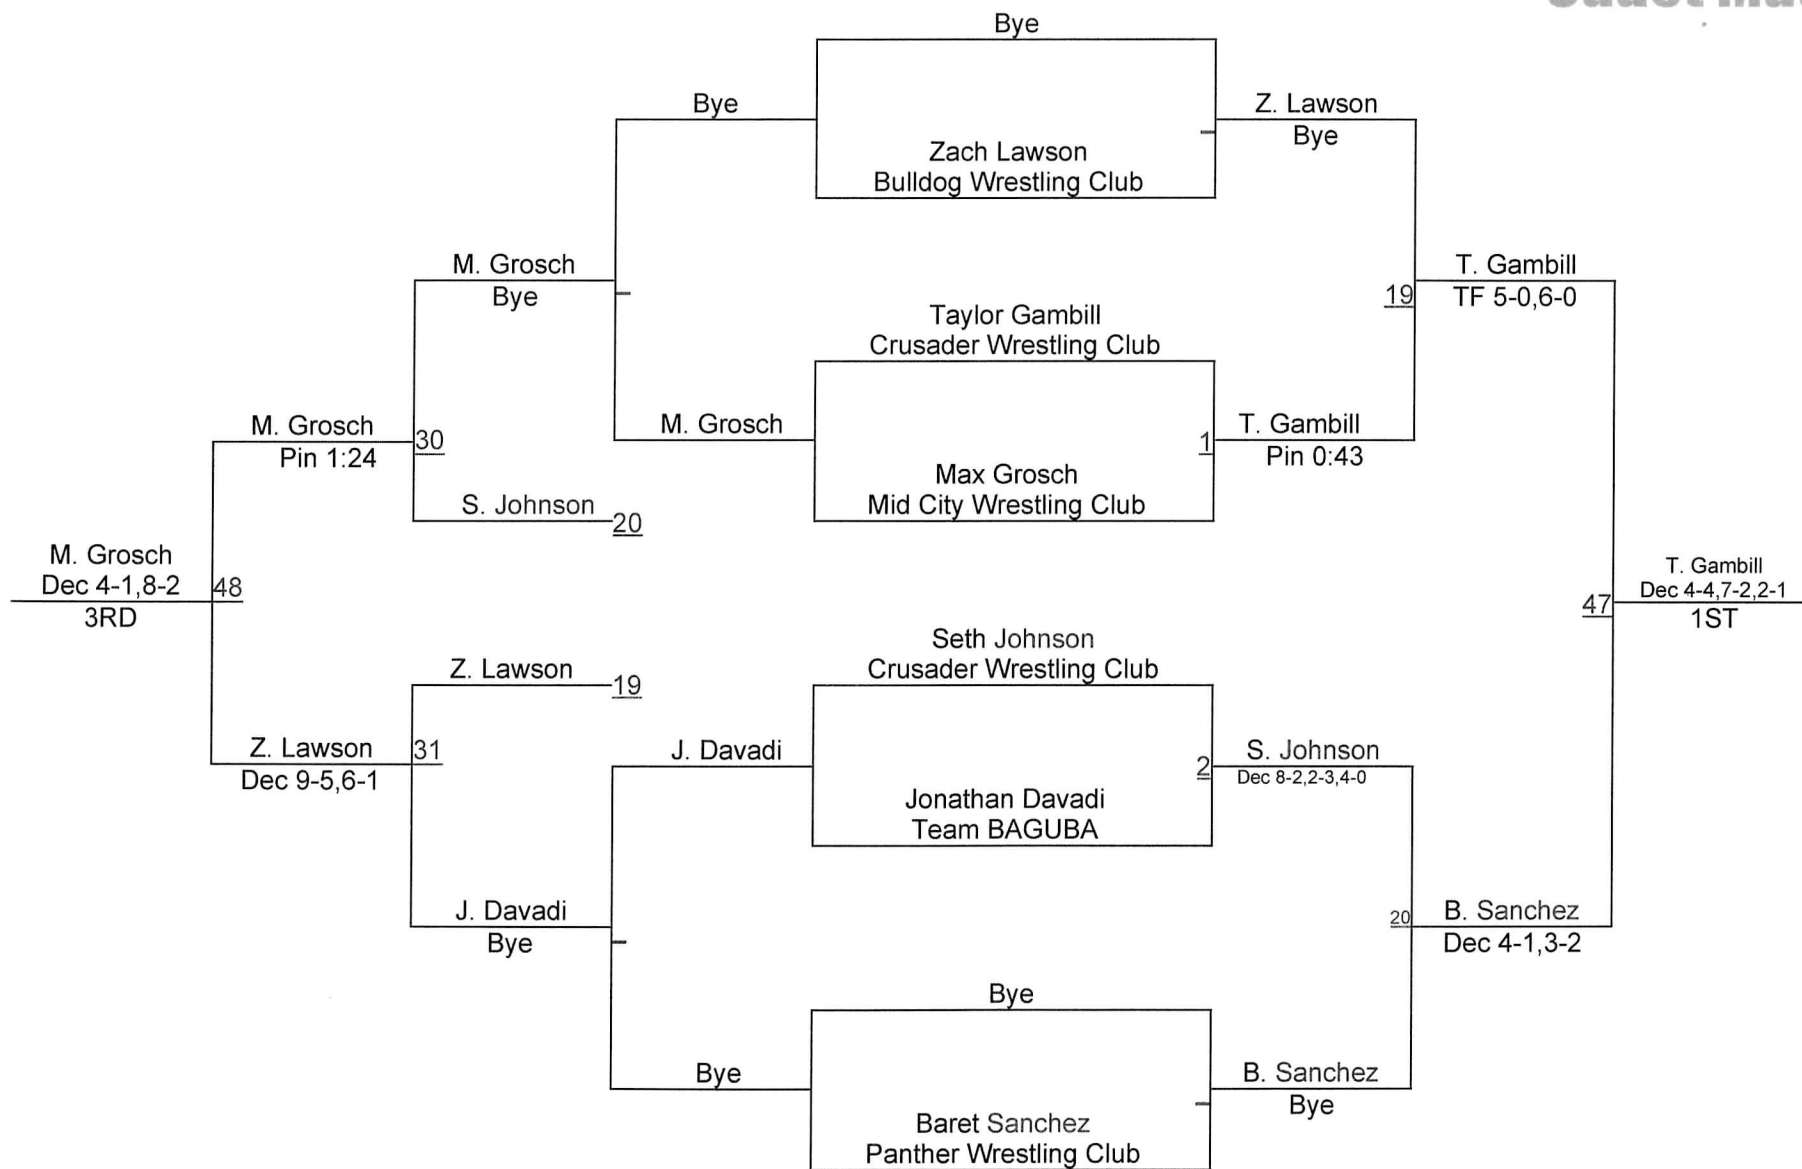 Bye
Bye
Z. Lawson
Bye
Zach Lawson
Bulldog Wrestling Club
M. Grosch
Bye
T. Gambill
TF 5-0,6-0
19
Taylor Gambill
Crusader Wrestling Club
M. Grosch
Pin 1:24
30
M. Grosch
1
T. Gambill
Pin 0:43
Max Grosch
Mid City Wrestling Club
S. Johnson
20
M. Grosch
Dec 4-1,8-2
3RD
48
47
T. Gambill
Dec 4-4,7-2,2-1
1ST
Seth Johnson
Crusader Wrestling Club
Z. Lawson
19
Z. Lawson
Dec 9-5,6-1
31
J. Davadi
2
S. Johnson
Dec 8-2,2-3,4-0
Jonathan Davadi
Team BAGUBA
J. Davadi
Bye
20
B. Sanchez
Dec 4-1,3-2
Bye
Bye
B. Sanchez
Bye
Baret Sanchez
Panther Wrestling Club